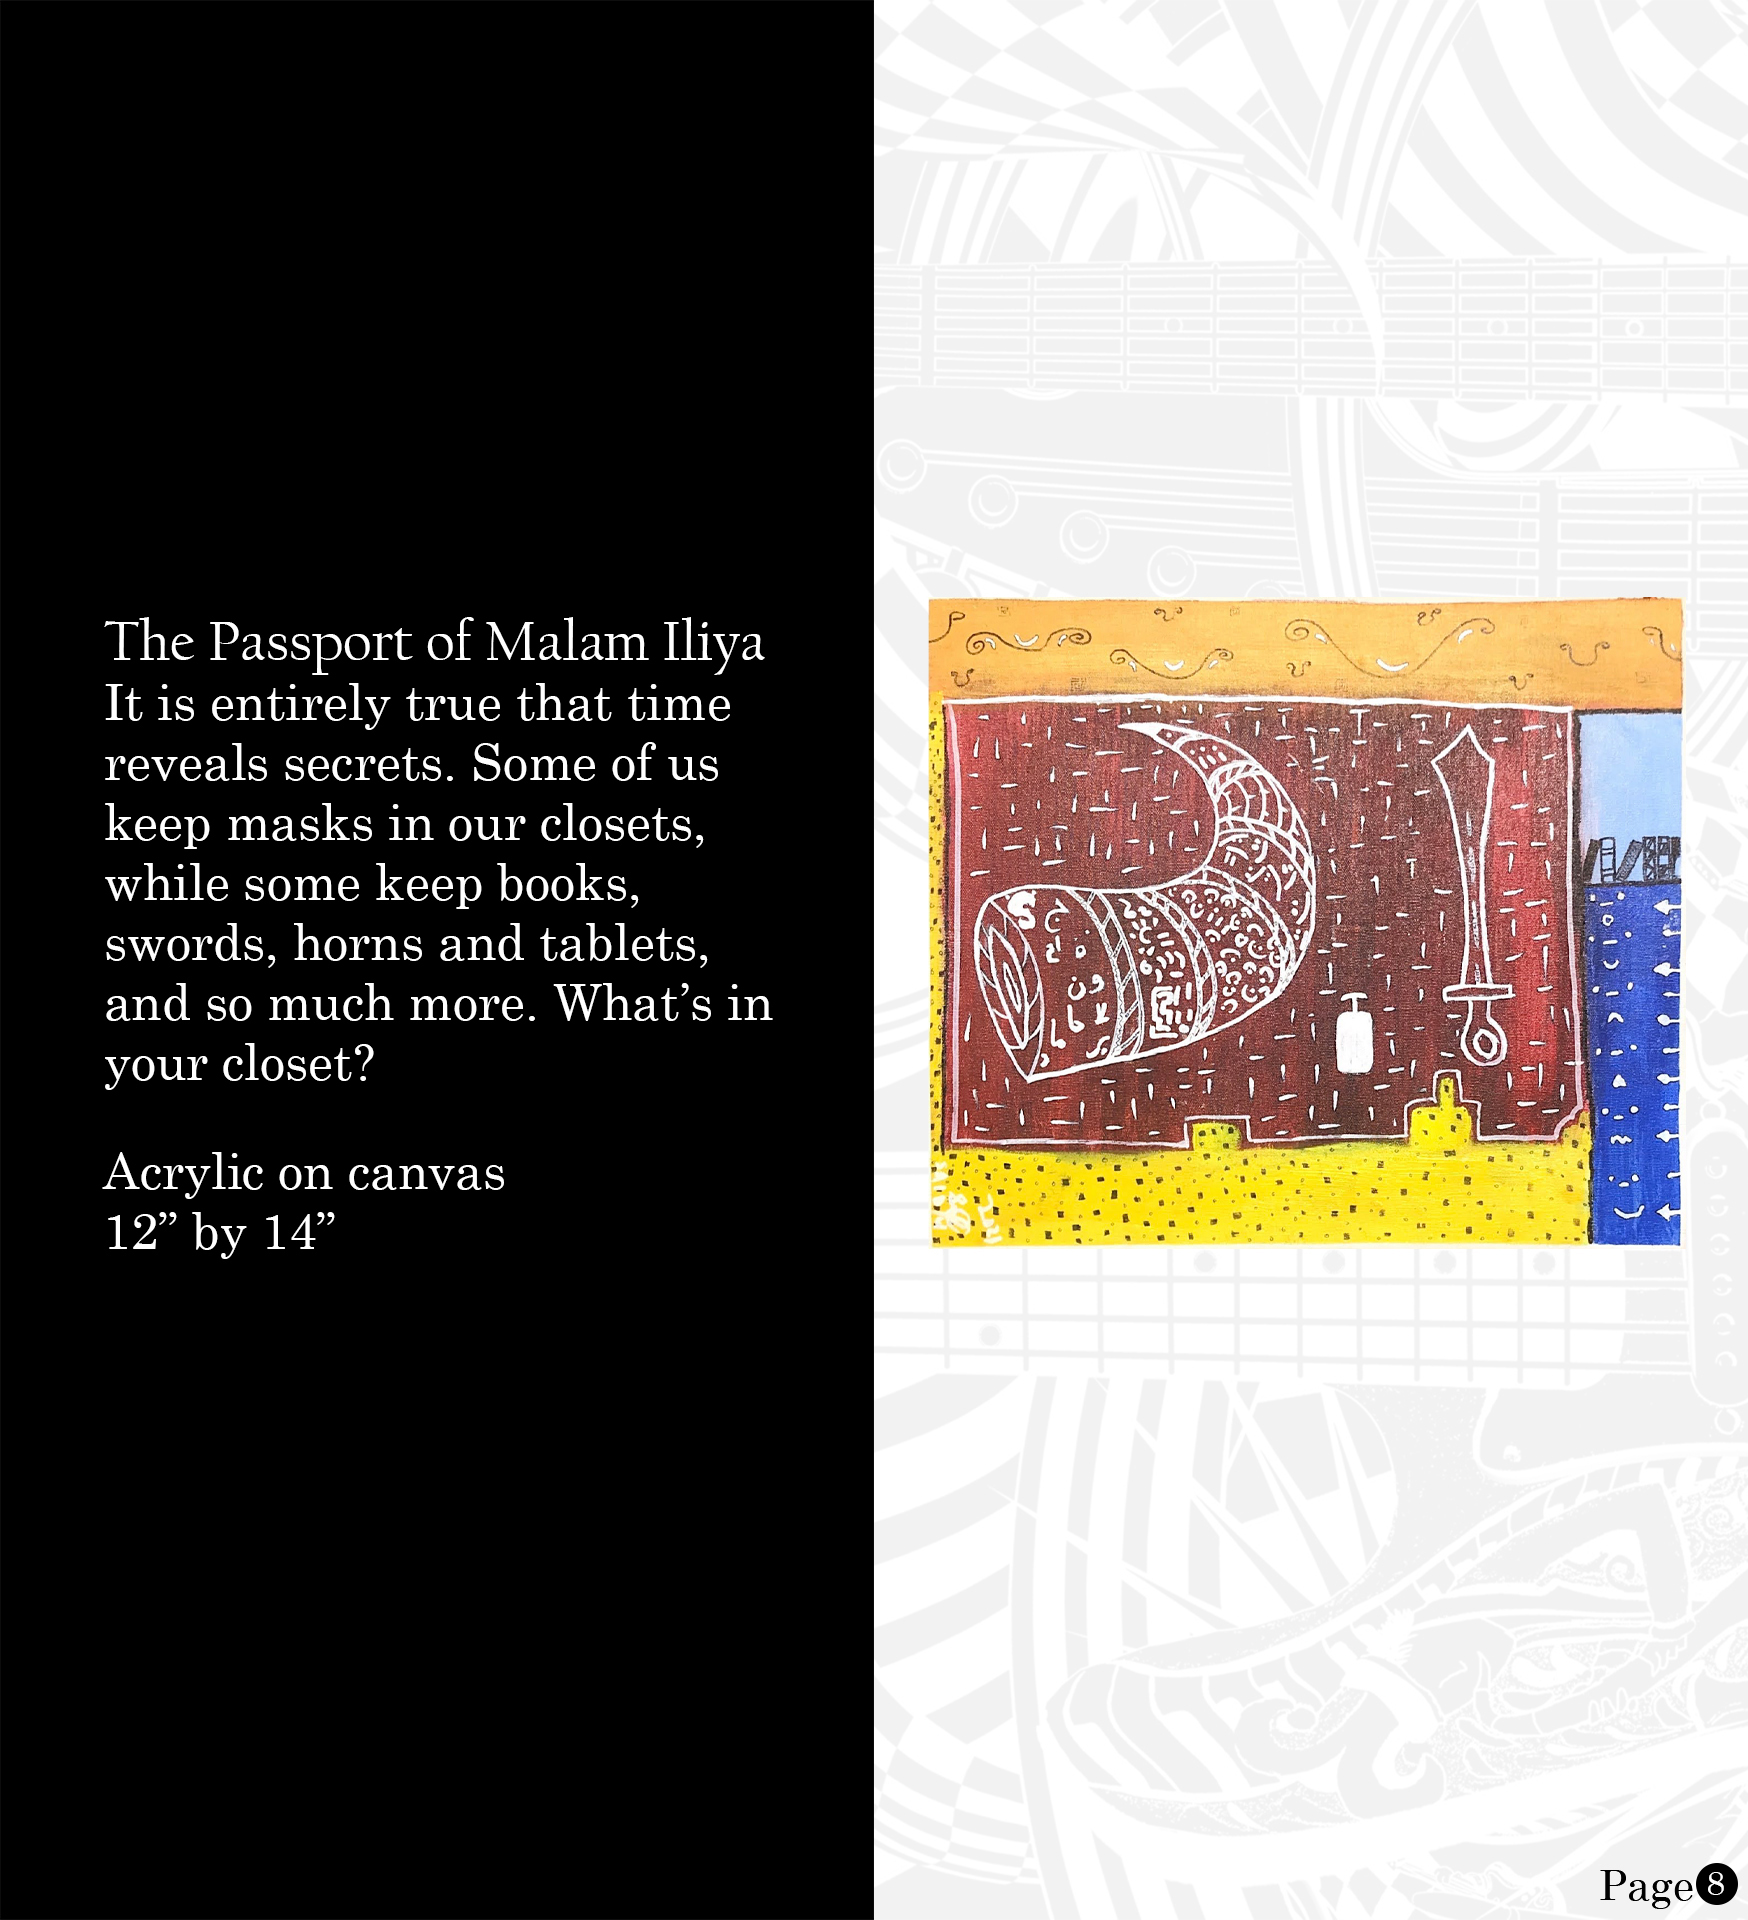 The Passport of Malam Iliya
It is entirely true that time
reveals secrets. Some of us
keep masks in our closets,
while some keep books,
swords, horns and tablets,
and so much more. What’s in
your closet?
Acrylic on canvas
12” by 14”
Page 8